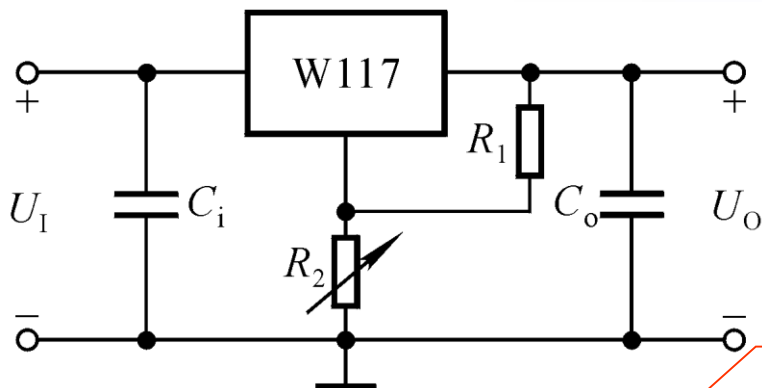 W117
+
+
R1
UI
Ci
Co
UO
R2
−
−